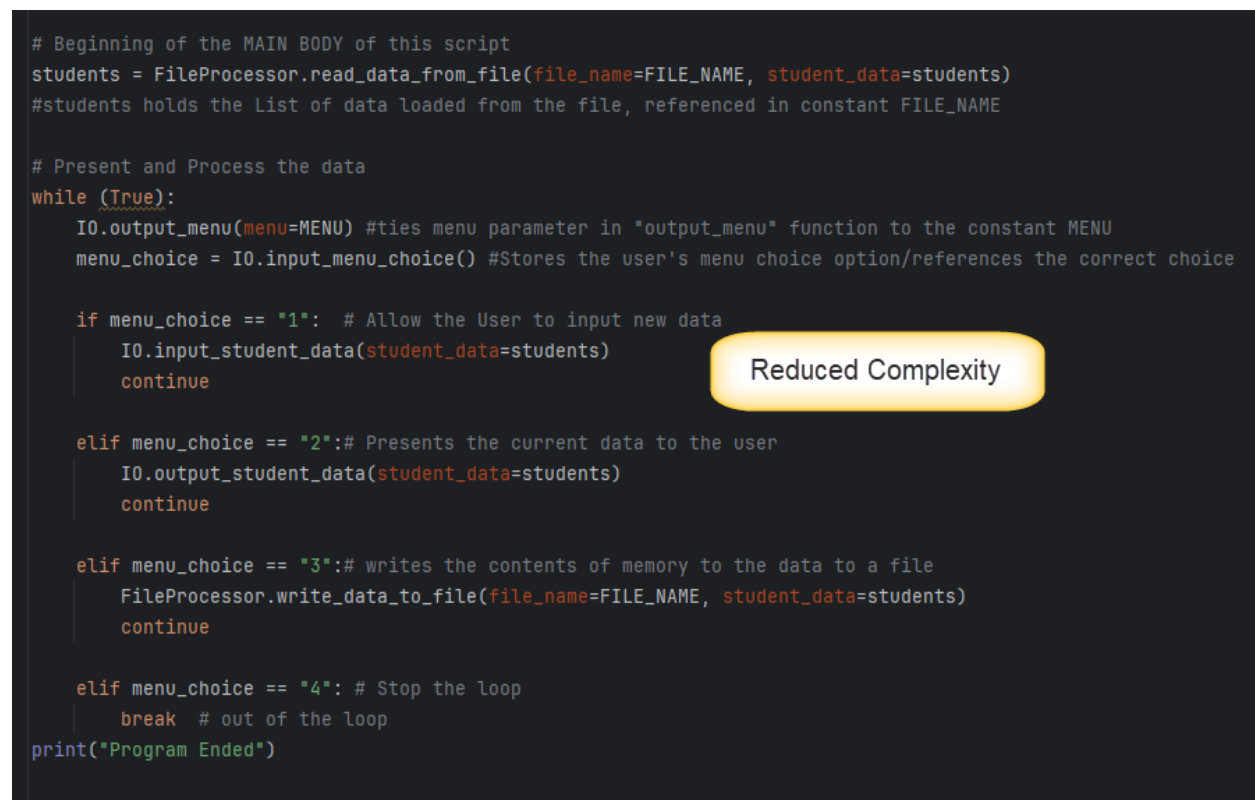 # Beginning of the MAIN BODY of this script
students = FileProcessor.read_data_from_file(file_name=FILE_NAME, student_data=students)
#students holds the List of data loaded from the file, referenced in constant FILE_NAME
# Present and Process the data
while (True):
    IO.output_menu(menu=MENU) #ties menu parameter in "output_menu" function to the constant MENU
    menu_choice = IO.input_menu_choice() #Stores the user's menu choice option/references the correct choice
    if menu_choice == "1":  # Allow the User to input new data
        IO.input_student_data(student_data=students)
Reduced Complexity
        continue
    elif menu_choice == "2":# Presents the current data to the user
        IO.output_student_data(student_data=students)
        continue
    elif menu_choice == "3":# writes the contents of memory to the data to a file
        FileProcessor.write_data_to_file(file_name=FILE_NAME, student_data=students)
        continue
    elif menu_choice == "4": # Stop the loop
        break  # out of the loop
print("Program Ended")